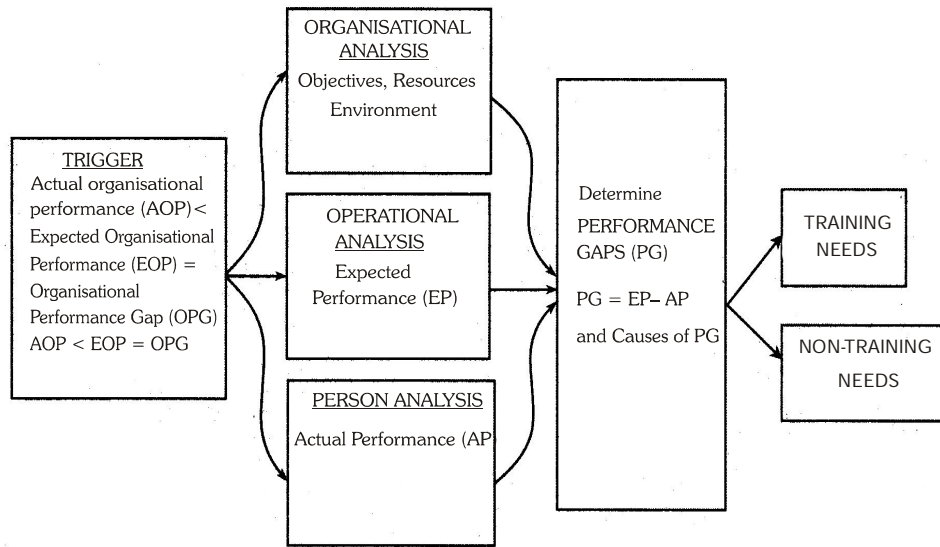 TRIGGER
Actual organisational
performance (AOP)<
Expected Organisational
Performance (EOP) =
Organisational
Performance Gap (OPG)
AOP < EOP = OPG
ORGANISATIONAL
ANALYSIS
Objectives, Resources
Environment
OPERATIONAL
ANALYSIS
Expected
Performance (EP)
PERSON ANALYSIS
Actual Performance (AP
Determine
PERFORMANCE
GAPS (PG)
PG = EP– AP
and Causes of PG
TRAINING
NEEDS
NON-TRAINING
NEEDS